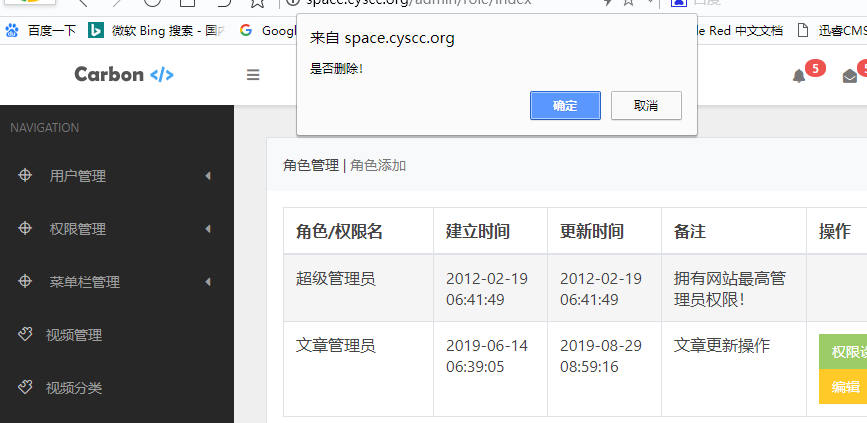 space.cyscc.org/admin/role/index
百度
百度一下
微软 Bing 搜索 - 国内
Googl
le Red 中文文档
迅睿CMS
来自 space.cyscc.org
是否删除!
确定
取消
Carbon </>
5
5
NAVIGATION
用户管理
权限管理
菜单栏管理
视频管理
视频分类
角色管理 | 角色添加
角色/权限名 建立时间 更新时间 备注 操作
超级管理员 2012-02-19 2012-02-19 拥有网站最高管
06:41:49 06:41:49 理员权限!
文章管理员 2019-06-14 2019-08-29 文章更新操作
06:39:05 08:59:16
权限设
编辑